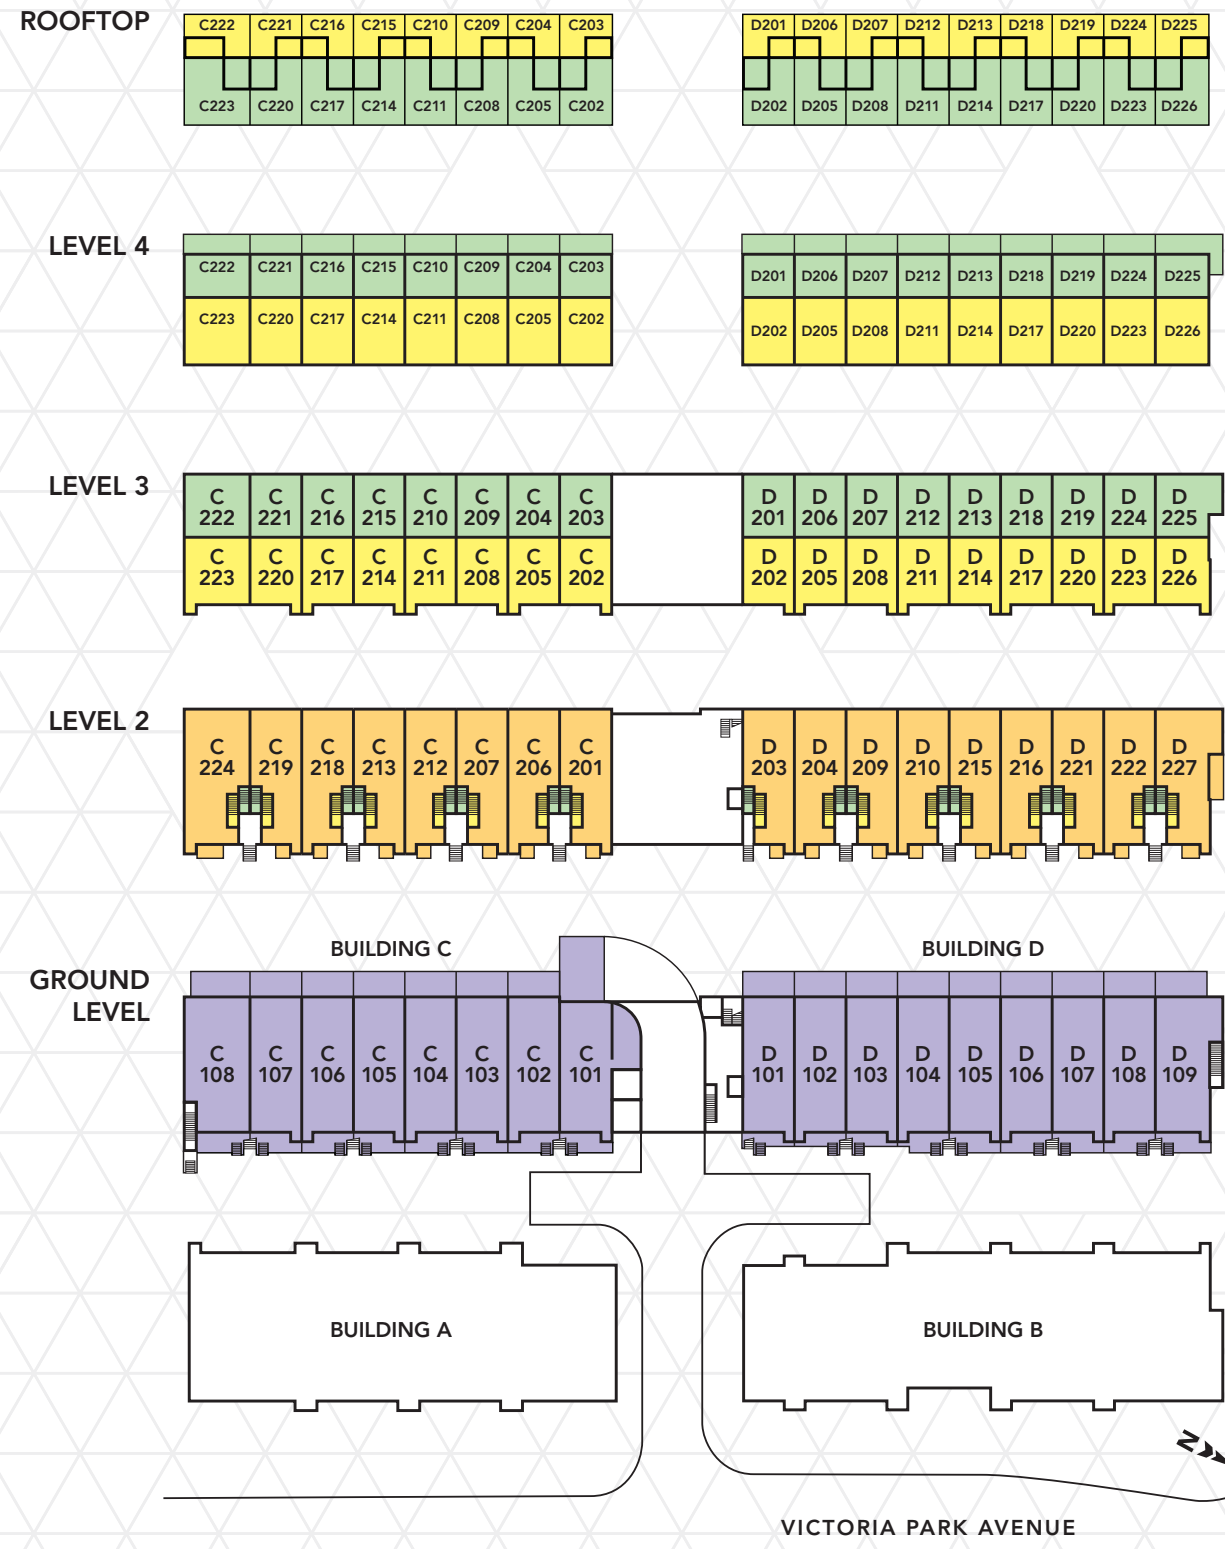 ROOFTOP
C222 C221 C216 C215 C210 C209 C204 C203
D201 D206 D207 D212 D213 D218 D219 D224 D225
C223 C220 C217 C214 C211 C208 C205 C202
D202 D205 D208 D211 D214 D217 D220 D223 D226
LEVEL 4
C222 C221 C216 C215 C210 C209 C204 C203
D201 D206 D207 D212 D213 D218 D219 D224 D225
C223 C220 C217 C214 C211 C208 C205 C202
D202 D205 D208 D211 D214 D217 D220 D223 D226
LEVEL 3
C C C C C C C C
222 221 216 215 210 209 204 203
D D D D D D D D D
201 206 207 212 213 218 219 224 225
C C C C C C C C
223 220 217 214 211 208 205 202
D D D D D D D D D
202 205 208 211 214 217 220 223 226
LEVEL 2
C C C C C C C C
224 219 218 213 212 207 206 201
D D D D D D D D D
203 204 209 210 215 216 221 222 227
BUILDING C
BUILDING D
GROUND
LEVEL
C C C C C C C C
108 107 106 105 104 103 102 101
D D D D D D D D D
101 102 103 104 105 106 107 108 109
BUILDING A
BUILDING B
N
VICTORIA PARK AVENUE